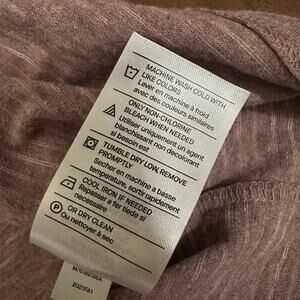 MACHINE WASH COLD WITH
LIKE COLORS
Laver en machine à froid
avec des couleurs similaires
ONLY NON-CHLORINE
BLEACH WHEN NEEDED
Utiliser uniquement un agent
blanchissant non décolorant
si besoin est
TUMBLE DRY LOW, REMOVE
PROMPTLY
Sécher en machine à basse
température, sortir rapidement
COOL IRON IF NEEDED
Repasser à fer tiède si
nécessaire
OR DRY CLEAN
Ou nettoyer à sec
2021FA1